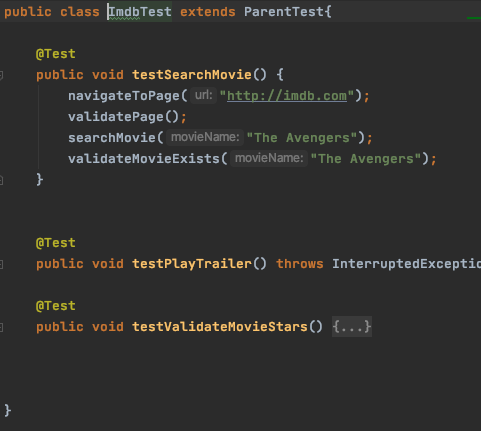 public class ImdbTest extends ParentTest{
@Test
public void testSearchMovie() {
navigateToPage( url: "http://imdb.com");
validatePage();
searchMovie( movieName: "The Avengers");
validateMovieExists( movieName: "The Avengers");
}
@Test
public void testPlayTrailer() throws InterruptedExceptio
@Test
public void testValidateMovieStars() {...}
}